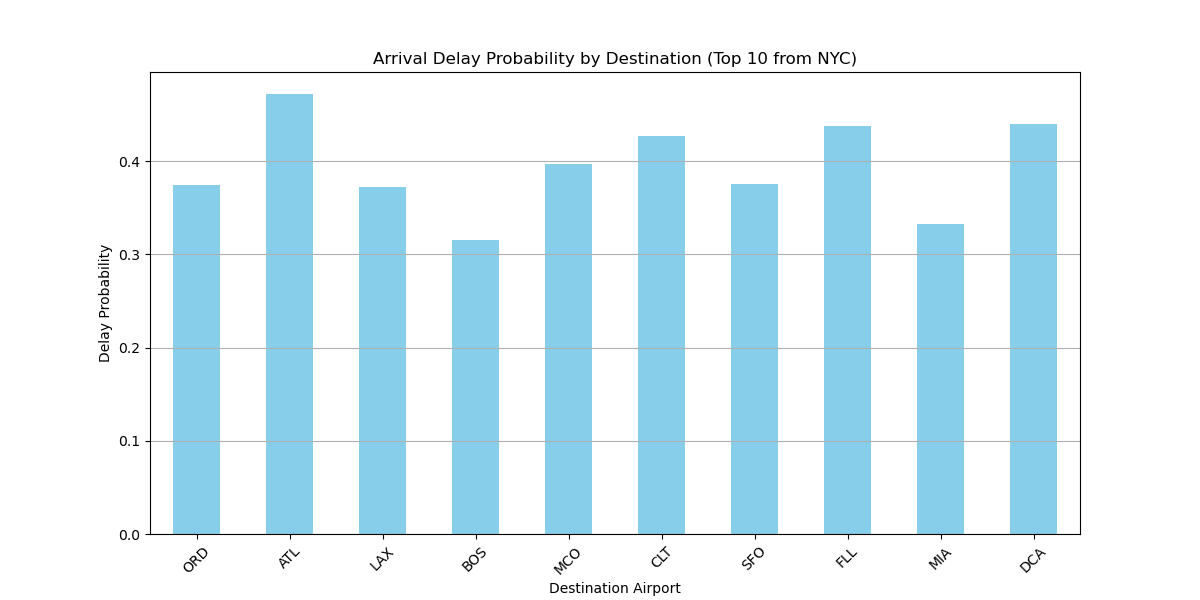 Arrival Delay Probability by Destination (Top 10 from NYC)
Delay Probability
0.4
0.3
0.2
0.1
0.0
ORD
ATL
LAX
BOS
MCO
CLT
SFO
FLL
MIA
DCA
Destination Airport